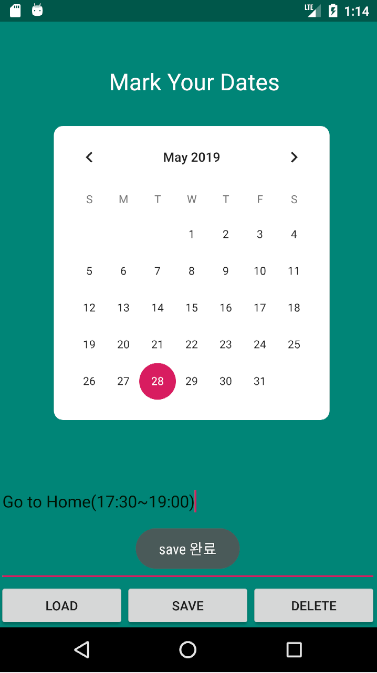 LTE 1:14
Mark Your Dates
May 2019
S M T W T F S
1 2 3 4
5 6 7 8 9 10 11
12 13 14 15 16 17 18
19 20 21 22 23 24 25
26 27 28 29 30 31
Go to Home(17:30~19:00)
save 완료
LOAD SAVE DELETE